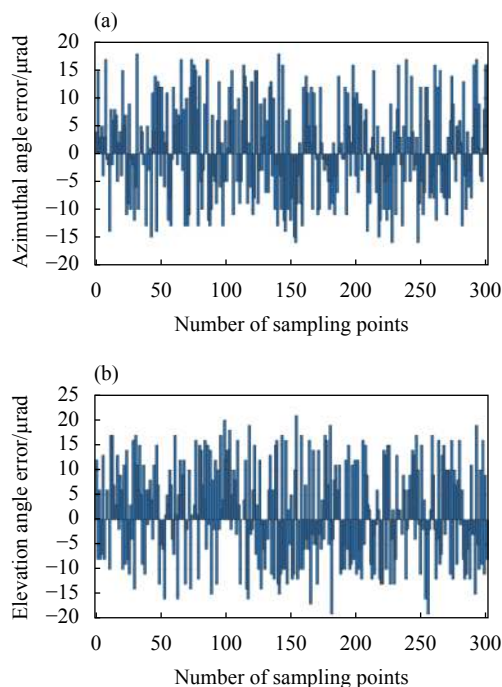 (a)
20
15
10
5
0
−5
−10
−15
−20
Azimuthal angle error/μrad
0 50 100 150 200 250 300
Number of sampling points
(b)
25
20
15
10
5
0
−5
−10
−15
−20
Elevation angle error/μrad
0 50 100 150 200 250 300
Number of sampling points